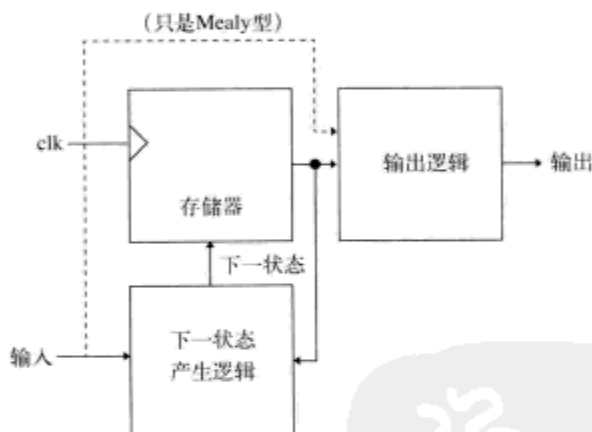 （只是Mealy型）
clk
存储器
输出逻辑
输出
下一状态
输入
下一状态
产生逻辑